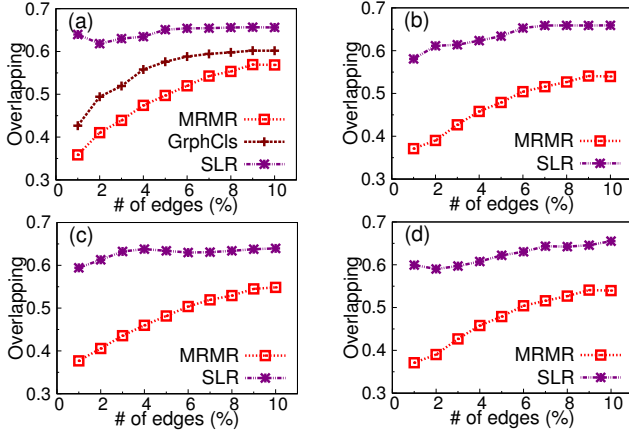 (a)
0.7
0.6
0.5
0.4
0.3
Overlapping
MRMR
GrphCls
SLR
0 2 4 6 8 10
# of edges (%)
(b)
0.7
0.6
0.5
0.4
0.3
Overlapping
MRMR
SLR
0 2 4 6 8 10
# of edges (%)
(c)
0.7
0.6
0.5
0.4
0.3
Overlapping
MRMR
SLR
0 2 4 6 8 10
# of edges (%)
(d)
0.7
0.6
0.5
0.4
0.3
Overlapping
MRMR
SLR
0 2 4 6 8 10
# of edges (%)